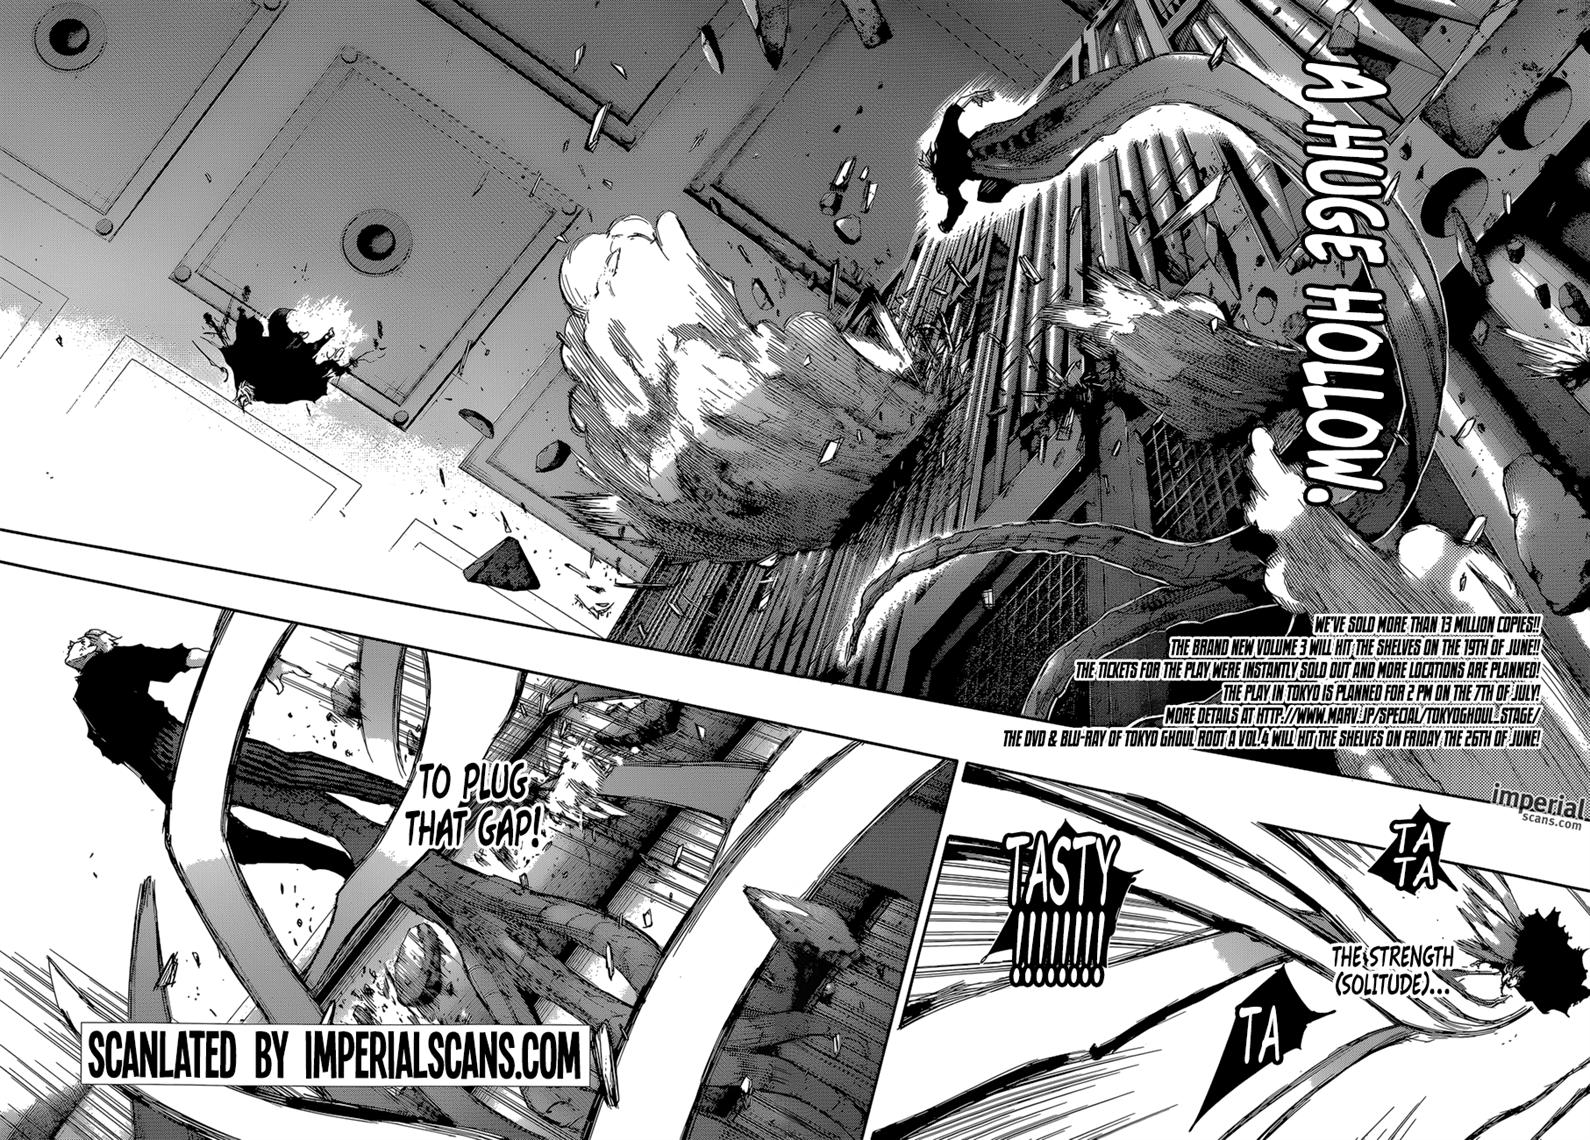 A HUGE HOLLOW.
WE'VE SOLD MORE THAN 13 MILLION COPIES!!
THE BRAND NEW VOLUME 3 WILL HIT THE SHELVES ON THE 19TH OF JUNE!!
THE TICKETS FOR THE PLAY WERE INSTANTLY SOLD OUT AND MORE LOCATIONS ARE PLANNED!
THE PLAY IN TOKYO IS PLANNED FOR 2 PM ON THE 7TH OF JULY!
MORE DETAILS AT HTTP://WWW.MARV.JP/SPECIAL/TOKYOGHOUL_STAGE/
THE DVD & BLU-RAY OF TOKYO GHOUL ROOT A VOL.4 WILL HIT THE SHELVES ON FRIDAY THE 26TH OF JUNE!
imperial
scans.com
TA
TA
THE STRENGTH
(SOLITUDE)...
TA
TASTY
!!!!!!!!!
TO PLUG
THAT GAP!
SCANLATED BY IMPERIALSCANS.COM